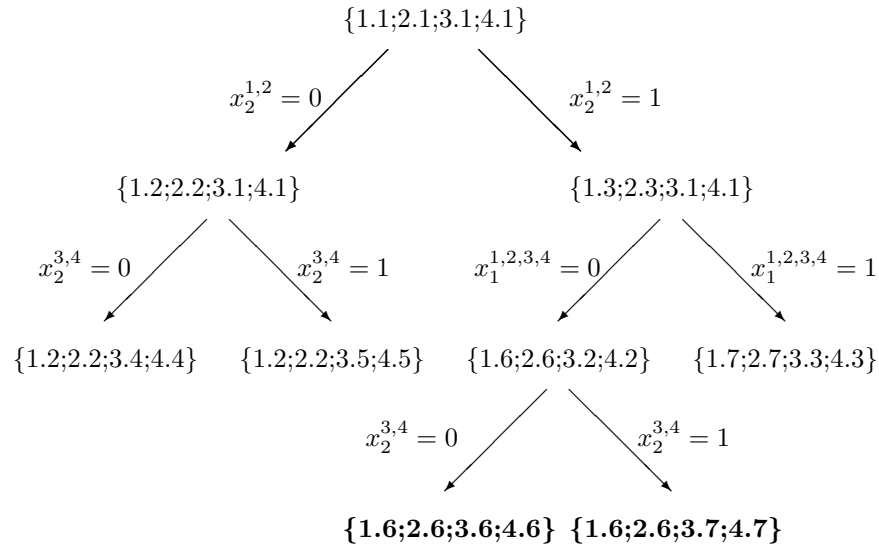 {1.1;2.1;3.1;4.1}
x_2^{1,2} = 0
x_2^{1,2} = 1
{1.2;2.2;3.1;4.1}
{1.3;2.3;3.1;4.1}
x_2^{3,4} = 0
x_2^{3,4} = 1
x_1^{1,2,3,4} = 0
x_1^{1,2,3,4} = 1
{1.2;2.2;3.4;4.4}
{1.2;2.2;3.5;4.5}
{1.6;2.6;3.2;4.2}
{1.7;2.7;3.3;4.3}
x_2^{3,4} = 0
x_2^{3,4} = 1
{1.6;2.6;3.6;4.6}
{1.6;2.6;3.7;4.7}